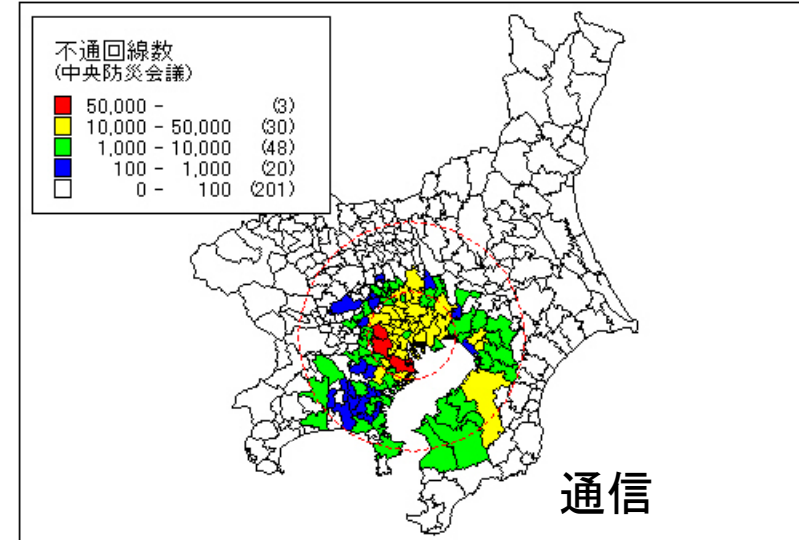 不通回線数
(中央防災会議)
50,000 - (3)
10,000 - 50,000 (30)
1,000 - 10,000 (48)
100 - 1,000 (20)
0 - 100 (201)
通信